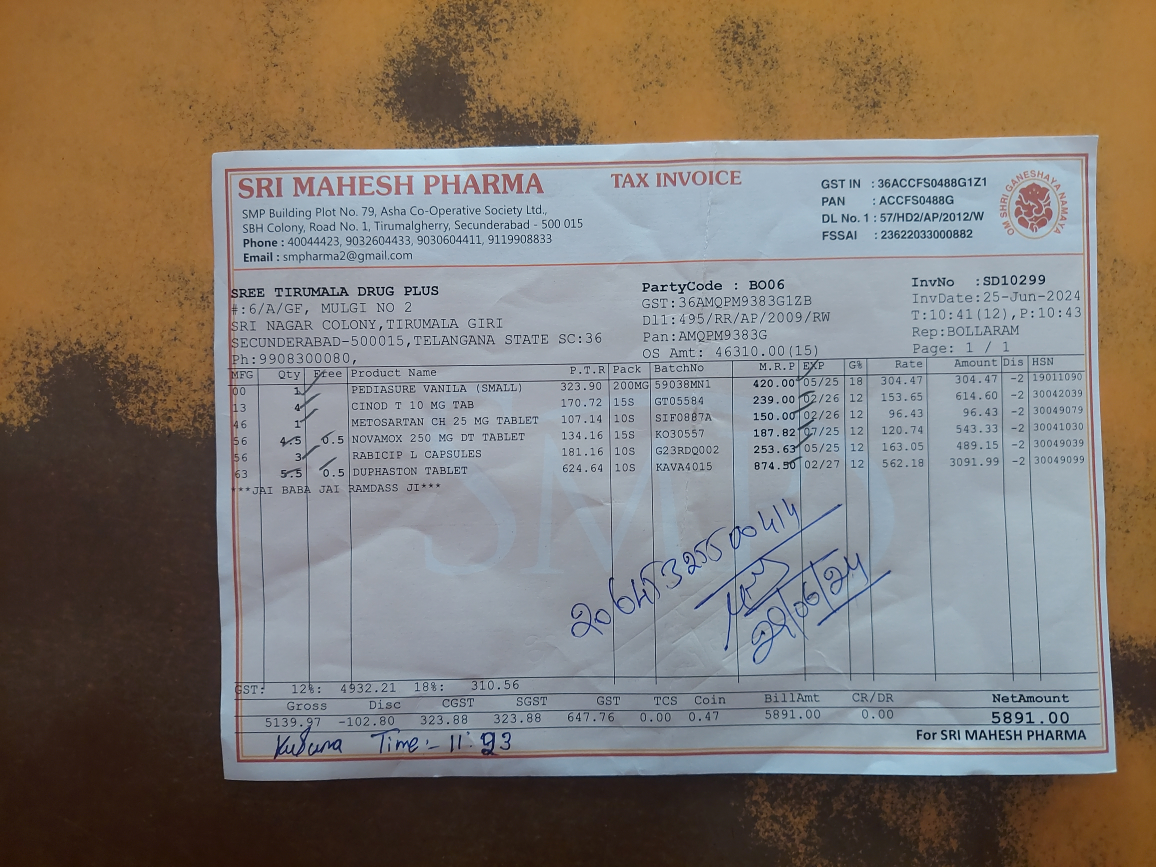 SRI MAHESH PHARMA
TAX INVOICE
SMP Building Plot No. 79, Asha Co-Operative Society Ltd.,
SBH Colony, Road No. 1, Tirumalgherry, Secunderabad - 500 015
Phone : 40044423, 9032604433, 9030604411, 9119908833
Email : smpharma2@gmail.com
GST IN : 36ACCFS0488G1Z1
PAN : ACCFS0488G
DL No. 1 : 57/HD2/AP/2012/W
FSSAI : 23622033000882
OM SHRI GANESHAYA NAMAYA
SREE TIRUMALA DRUG PLUS
#:6/A/GF, MULGI NO 2
SRI NAGAR COLONY,TIRUMALA GIRI
SECUNDERABAD-500015,TELANGANA STATE SC:36
Ph:9908300080,
PartyCode : BO06
GST:36AMQPM9383G1ZB
Dl1:495/RR/AP/2009/RW
Pan:AMQPM9383G
OS Amt: 46310.00(15)
InvNo :SD10299
InvDate:25-Jun-2024
T:10:41(12),P:10:43
Rep:BOLLARAM
Page: 1 / 1
MFG Qty Free Product Name P.T.R Pack BatchNo M.R.P EXP G% Rate Amount Dis HSN
00 1 PEDIASURE VANILA (SMALL) 323.90 200MG 59038MN1 420.00 05/25 18 304.47 304.47 -2 19011090
13 4 CINOD T 10 MG TAB 170.72 15S GT05584 239.00 02/26 12 153.65 614.60 -2 30042039
46 1 METOSARTAN CH 25 MG TABLET 107.14 10S SIF0887A 150.00 02/26 12 96.43 96.43 -2 30049079
56 4.5 0.5 NOVAMOX 250 MG DT TABLET 134.16 15S KO30557 187.82 07/25 12 120.74 543.33 -2 30041030
56 3 RABICIP L CAPSULES 181.16 10S G23RDQ002 253.63 05/25 12 163.05 489.15 -2 30049039
63 5.5 0.5 DUPHASTON TABLET 624.64 10S KAVA4015 874.50 02/27 12 562.18 3091.99 -2 30049099
***JAI BABA JAI RAMDASS JI***
SMP
GST: 12%: 4932.21 18%: 310.56
Gross Disc CGST SGST GST TCS Coin BillAmt CR/DR NetAmount
5139.97 -102.80 323.88 323.88 647.76 0.00 0.47 5891.00 0.00 5891.00
Time:- 11:23
For SRI MAHESH PHARMA